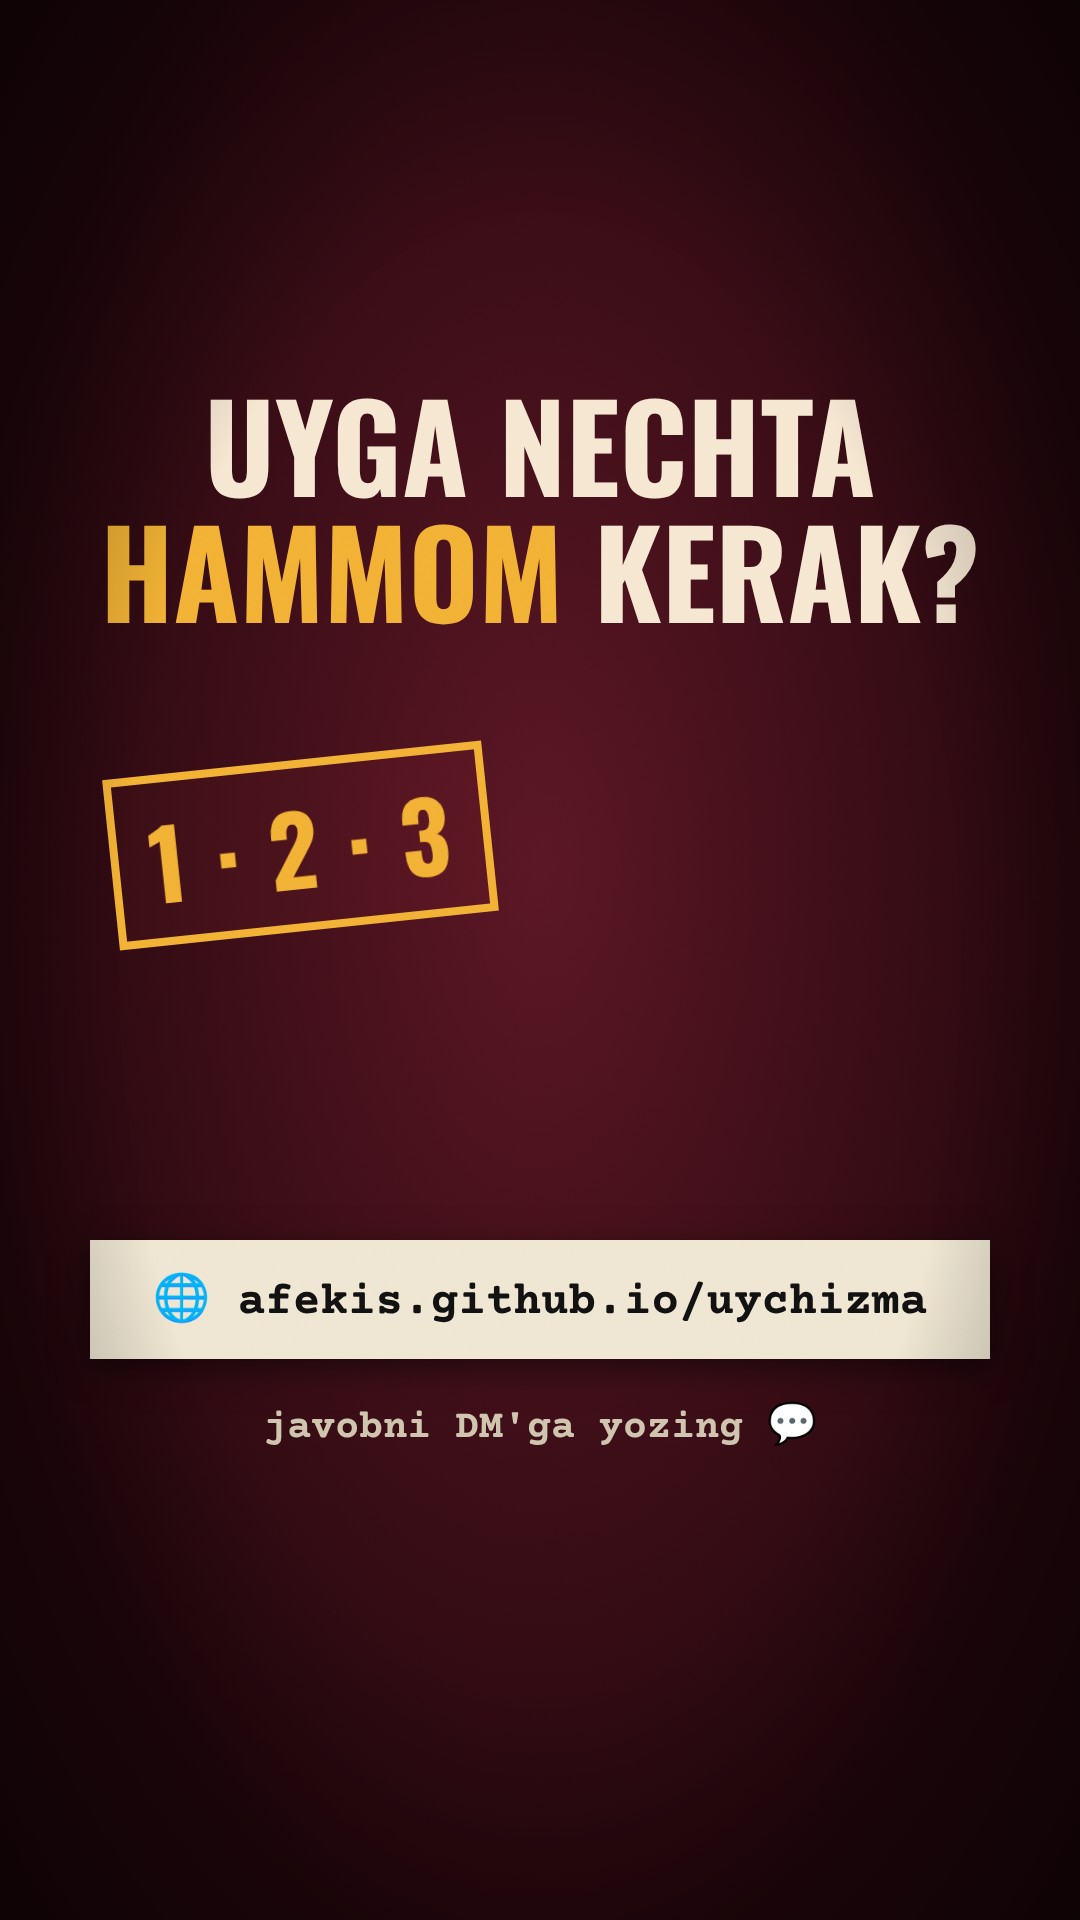 UYGA NECHTA
HAMMOM KERAK?
1 · 2 · 3
🌐 afekis.github.io/uychizma
javobni DM'ga yozing 💬